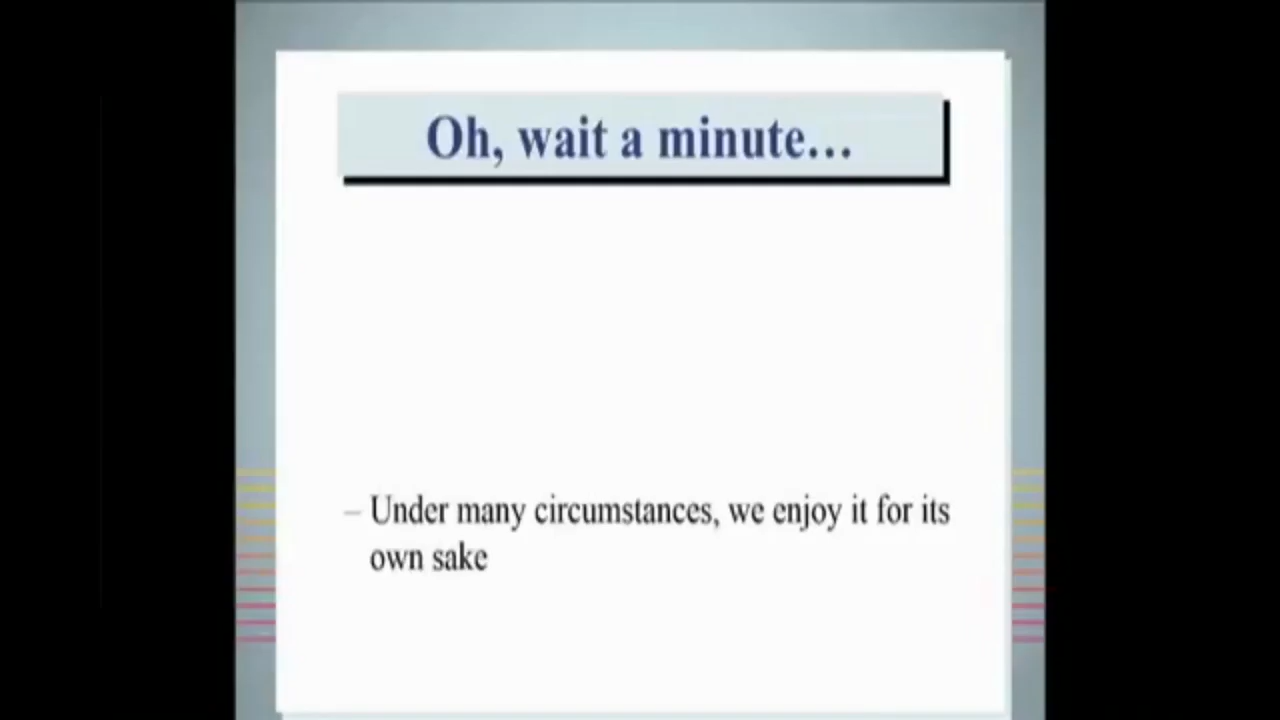 Oh, wait a minute...
– Under many circumstances, we enjoy it for its
own sake